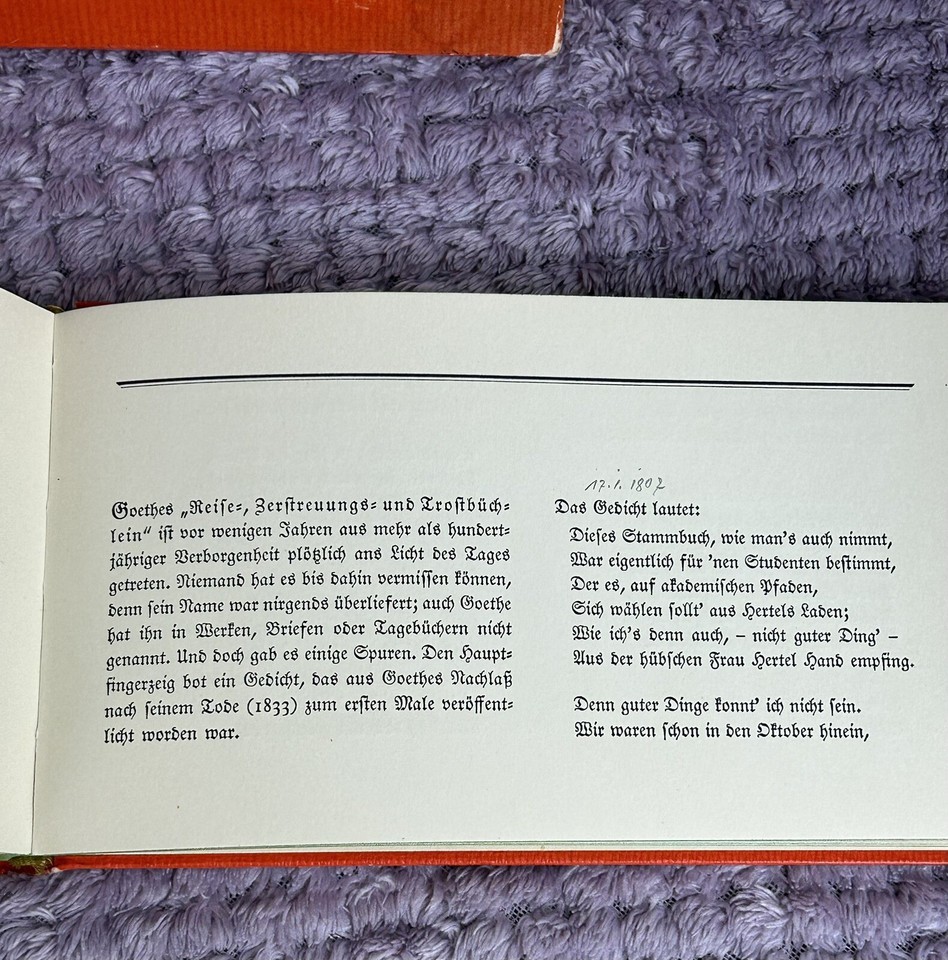 Goethes „Reise-, Zerstreuungs- und Trostbüch-
lein“ ist vor wenigen Jahren aus mehr als hundert-
jähriger Verborgenheit plötzlich ans Licht des Tages
getreten. Niemand hat es bis dahin vermissen können,
denn sein Name war nirgends überliefert; auch Goethe
hat ihn in Werken, Briefen oder Tagebüchern nicht
genannt. Und doch gab es einige Spuren. Den Haupt-
fingerzeig bot ein Gedicht, das aus Goethes Nachlaß
nach seinem Tode (1833) zum ersten Male veröffent-
licht worden war.
17. I. 1807
Das Gedicht lautet:
Dieses Stammbuch, wie man's auch nimmt,
War eigentlich für 'nen Studenten bestimmt,
Der es, auf akademischen Pfaden,
Sich wählen sollt' aus Hertels Laden;
Wie ich's denn auch, – nicht guter Ding' –
Aus der hübschen Frau Hertel Hand empfing.
Denn guter Dinge konnt' ich nicht sein.
Wir waren schon in den Oktober hinein,